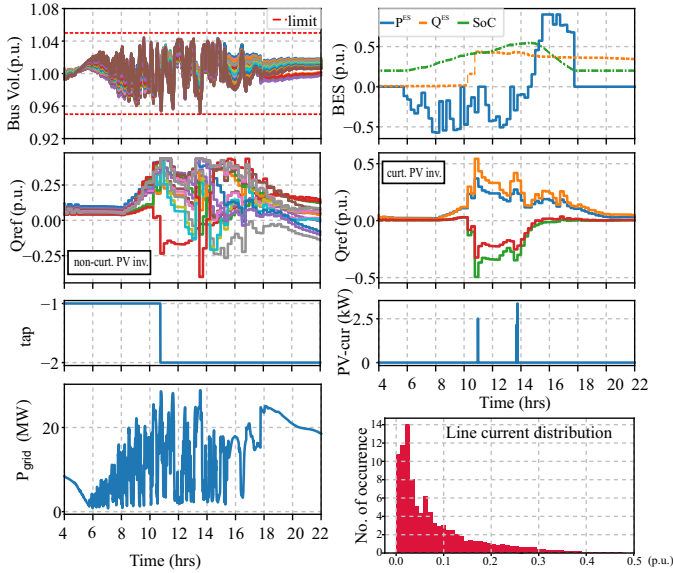 1.08
1.04
1.00
0.96
0.92
Bus Vol.(p.u.)
limit
P^ES Q^ES SoC
0.5
0.0
−0.5
BES (p.u.)
0.25
0.00
-0.25
Qref (p.u.)
non-curt. PV inv.
0.5
0.0
−0.5
Qref (p.u.)
curt. PV inv.
−1
−2
tap
2.5
0
PV-cur (kW)
4 6 8 10 12 14 16 18 20 22
Time (hrs)
20
0
P_grid (MW)
4 6 8 10 12 14 16 18 20 22
Time (hrs)
Line current distribution
14
12
10
8
6
4
2
0
No. of occurence
0.0 0.1 0.2 0.3 0.4 0.5 (p.u.)